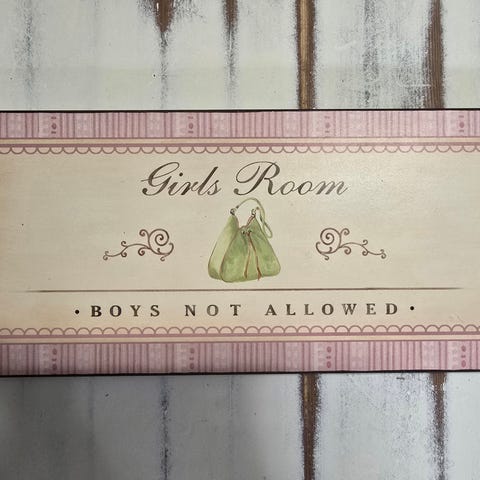 Girls Room
• BOYS NOT ALLOWED •